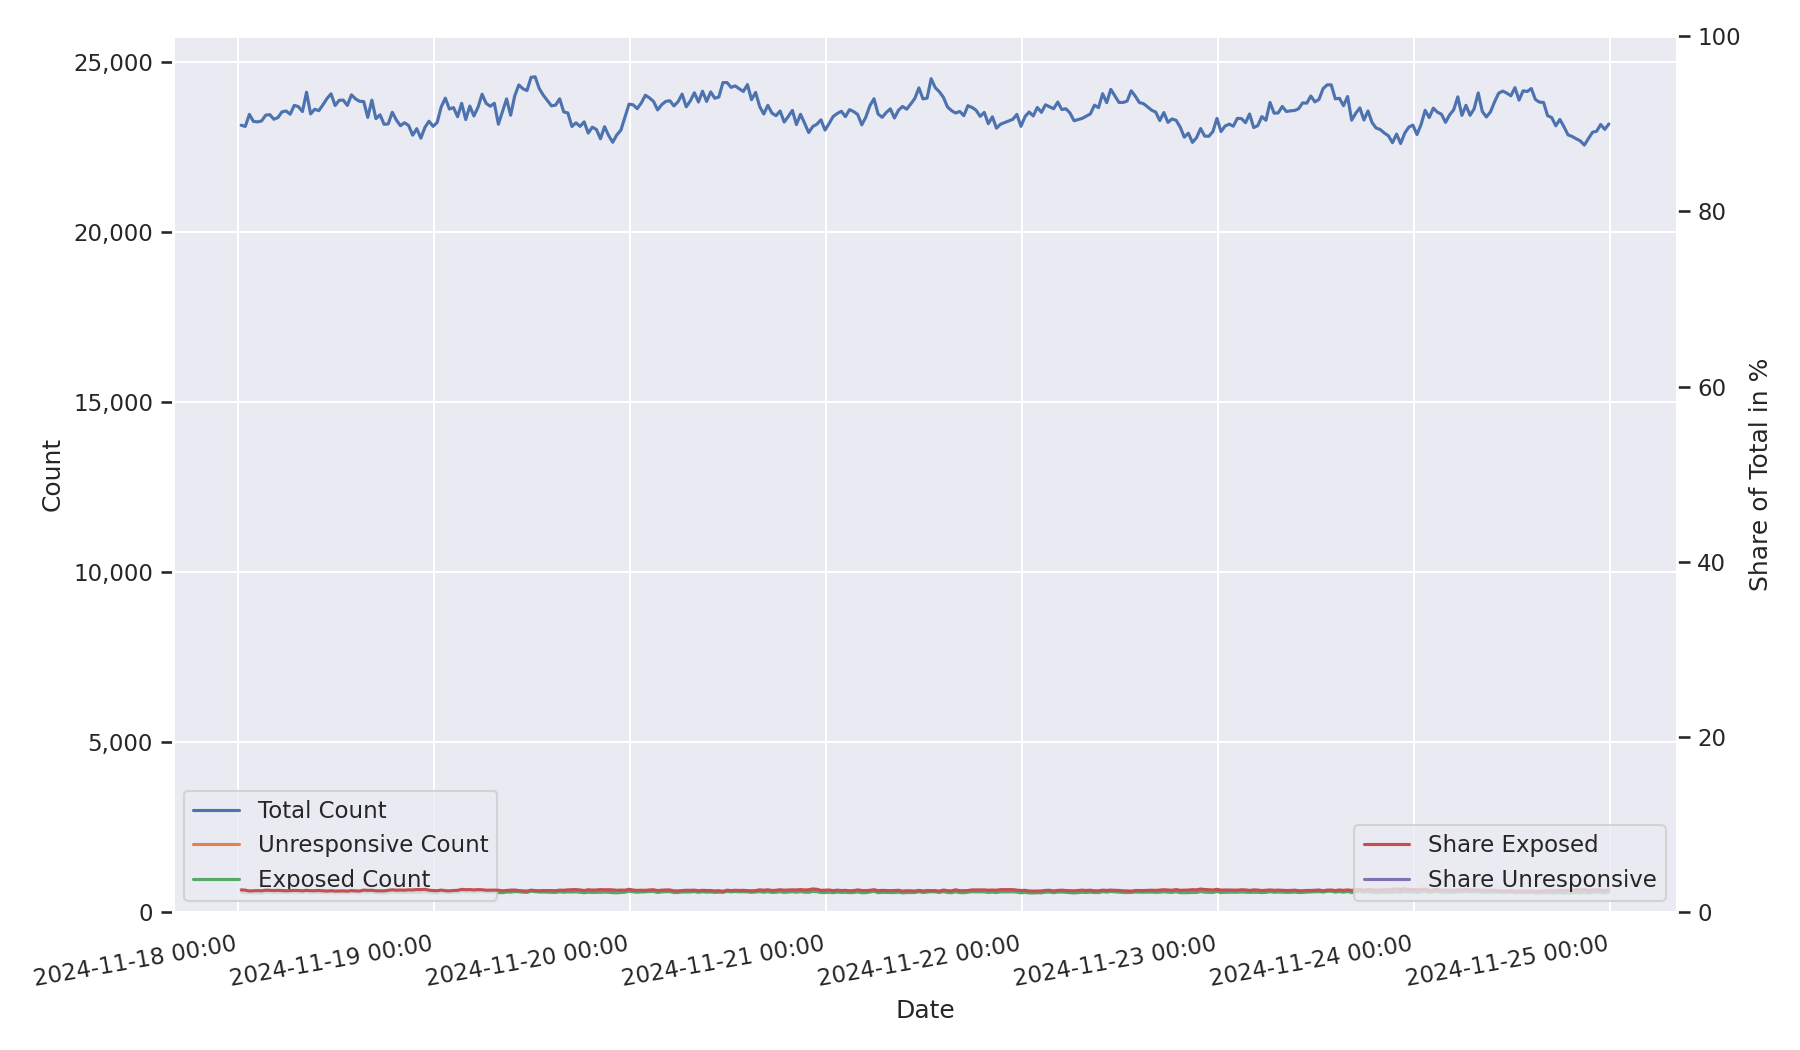 25,000
20,000
15,000
10,000
5,000
0
Count
100
80
60
40
20
0
Share of Total in %
Total Count
Unresponsive Count
Exposed Count
Share Exposed
Share Unresponsive
2024-11-18 00:00
2024-11-19 00:00
2024-11-20 00:00
2024-11-21 00:00
2024-11-22 00:00
2024-11-23 00:00
2024-11-24 00:00
2024-11-25 00:00
Date